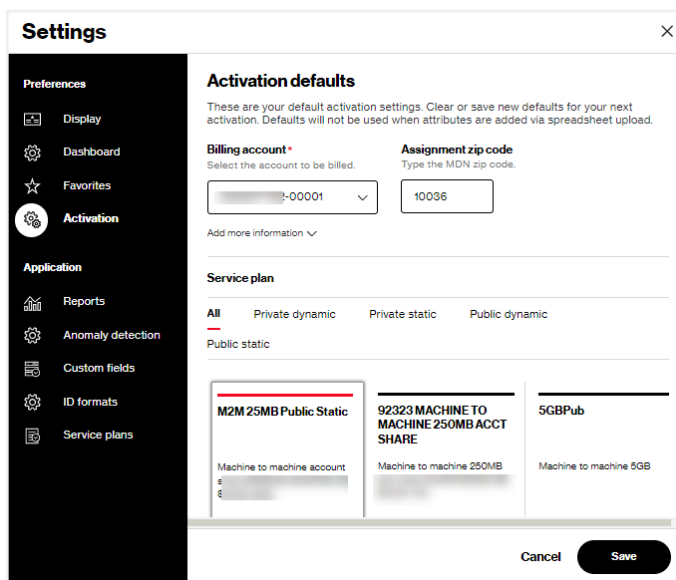 Settings
Preferences
Display
Dashboard
Favorites
Activation
Application
Reports
Anomaly detection
Custom fields
ID formats
Service plans
Activation defaults
These are your default activation settings. Clear or save new
defaults for your next
activation. Defaults will not be
used when attributes are added
via spreadsheet upload.
Billing account *
Select the account to be billed.
-00001
Assignment zip code
Type the MDN zip code.
10036
Add more information
Service plan
All Private dynamic Private static Public dynamic
Public static
M2M 25MB Public Static
Machine to machine account
92323 MACHINE TO
MACHINE 250MB ACCT
SHARE
Machine to machine 250MB
5GBPub
Machine to machine 5GB
Cancel Save